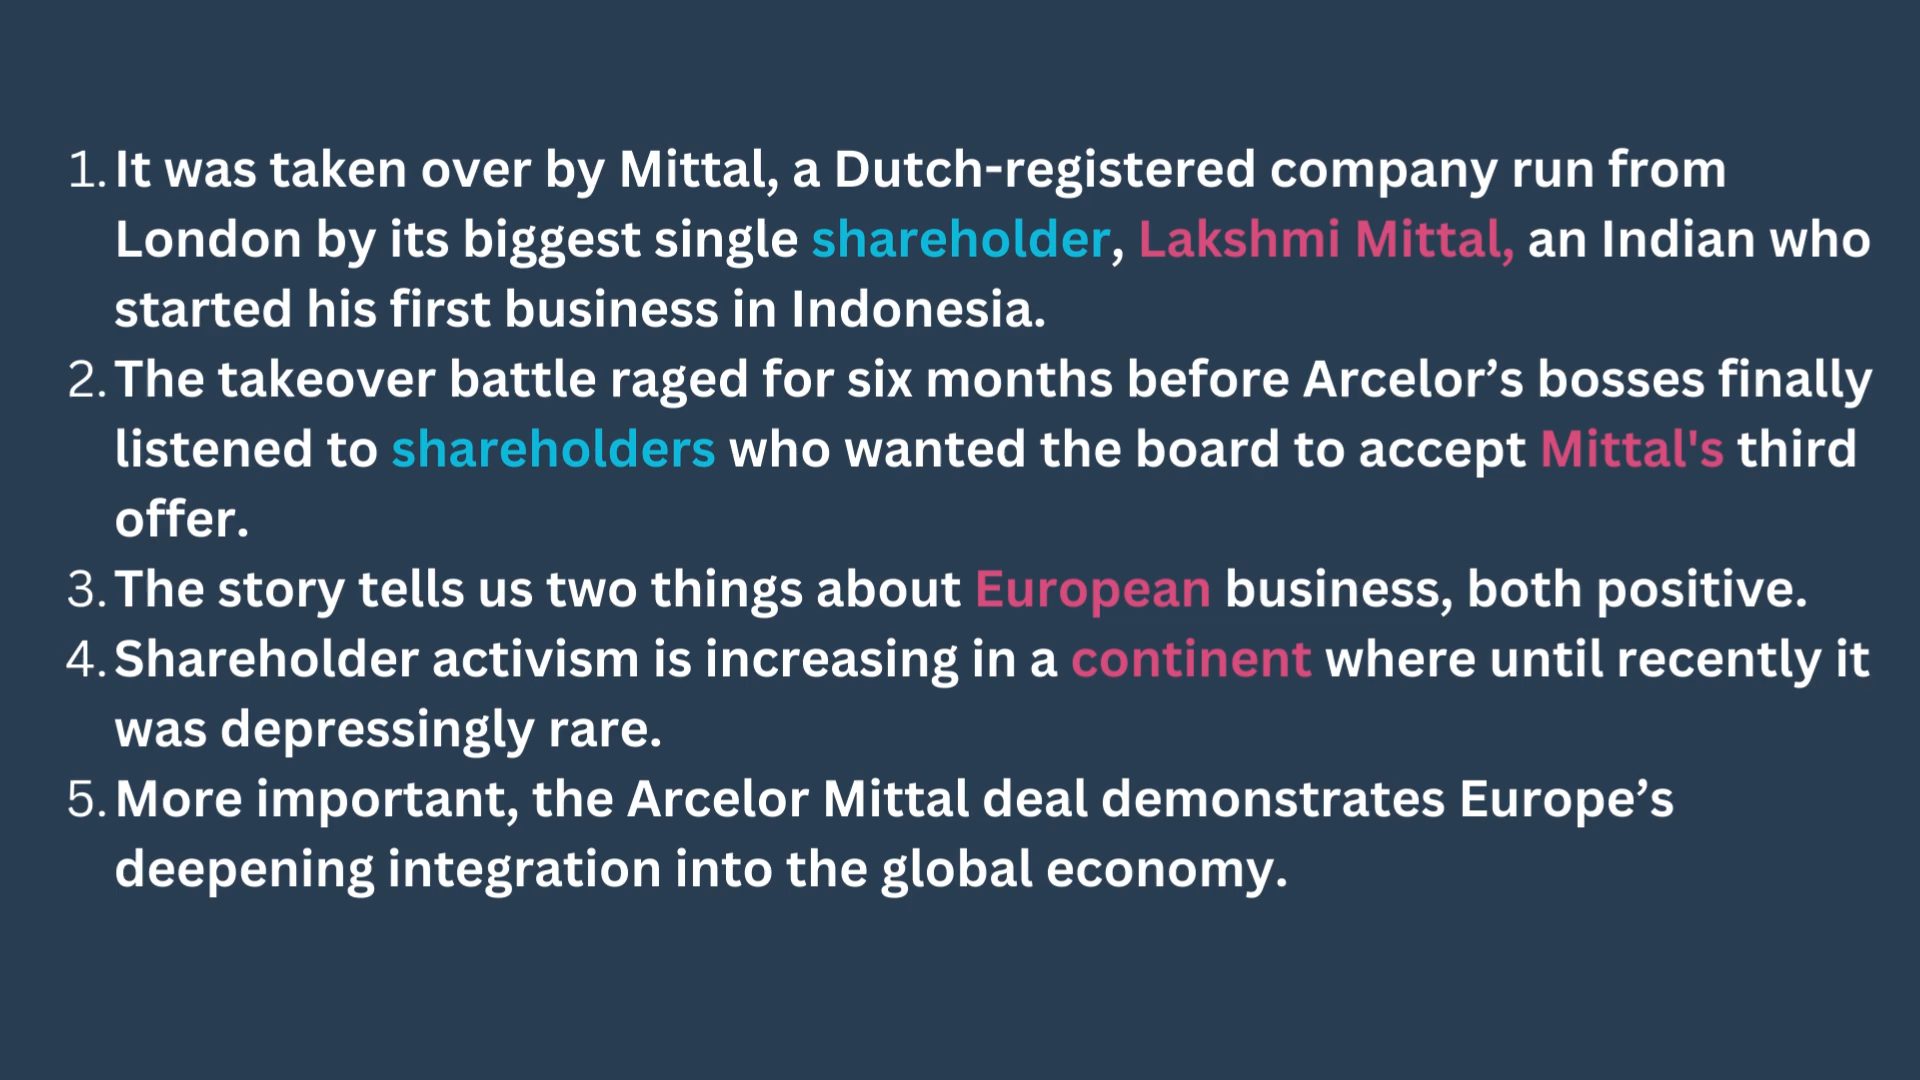 1. It was taken over by Mittal, a Dutch-registered company run from
London by its biggest single shareholder, Lakshmi Mittal, an Indian who
started his first business in Indonesia.
2. The takeover battle raged for six months before Arcelor’s bosses finally
listened to shareholders who wanted the board to accept Mittal's third
offer.
3. The story tells us two things about European business, both positive.
4. Shareholder activism is increasing in a continent where until recently it
was depressingly rare.
5. More important, the Arcelor Mittal deal demonstrates Europe’s
deepening integration into the global economy.